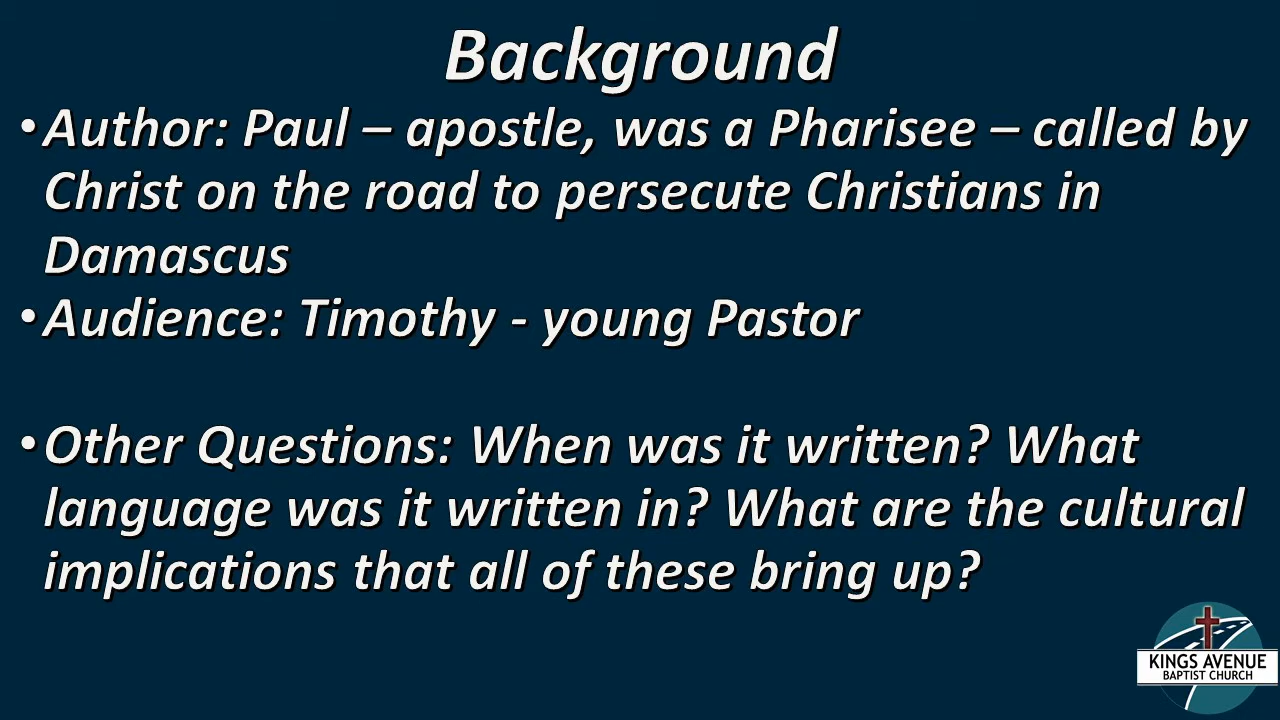 Background
• Author: Paul – apostle, was a Pharisee – called by
Christ on the road to persecute Christians in
Damascus
• Audience: Timothy - young Pastor
• Other Questions: When was it written? What
language was it written in? What are the cultural
implications that all of these bring up?
KINGS AVENUE
BAPTIST CHURCH